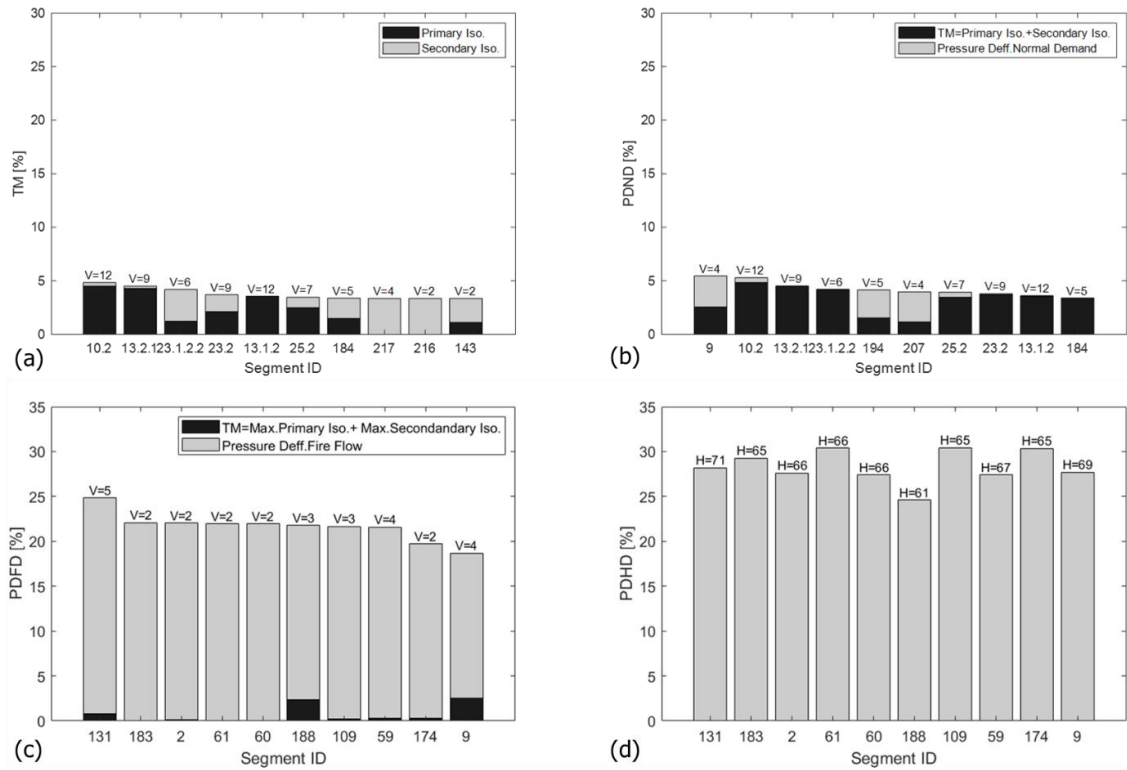 30
25
20
15
10
5
0
TM [%]
Primary Iso.
Secondary Iso.
V=12
V=9
V=6
V=9
V=12
V=7
V=5
V=4
V=2
V=2
10.2 13.2.123.1.2.2 23.2 13.1.2 25.2 184 217 216 143
Segment ID
(a)
30
25
20
15
10
5
0
PDND [%]
TM=Primary Iso.+Secondary Iso.
Pressure Deff.Normal Demand
V=4
V=12
V=9
V=6
V=5
V=4
V=7
V=9
V=12
V=5
9 10.2 13.2.123.1.2.2 194 207 25.2 23.2 13.1.2 184
Segment ID
(b)
35
30
25
20
15
10
5
0
PDFD [%]
TM=Max.Primary Iso.+ Max.Secondandary Iso.
Pressure Deff.Fire Flow
V=5
V=2
V=2
V=2
V=2
V=3
V=3
V=4
V=2
V=4
131 183 2 61 60 188 109 59 174 9
Segment ID
(c)
35
30
25
20
15
10
5
0
PDHD [%]
H=71
H=65
H=66
H=66
H=66
H=61
H=65
H=67
H=65
H=69
131 183 2 61 60 188 109 59 174 9
Segment ID
(d)